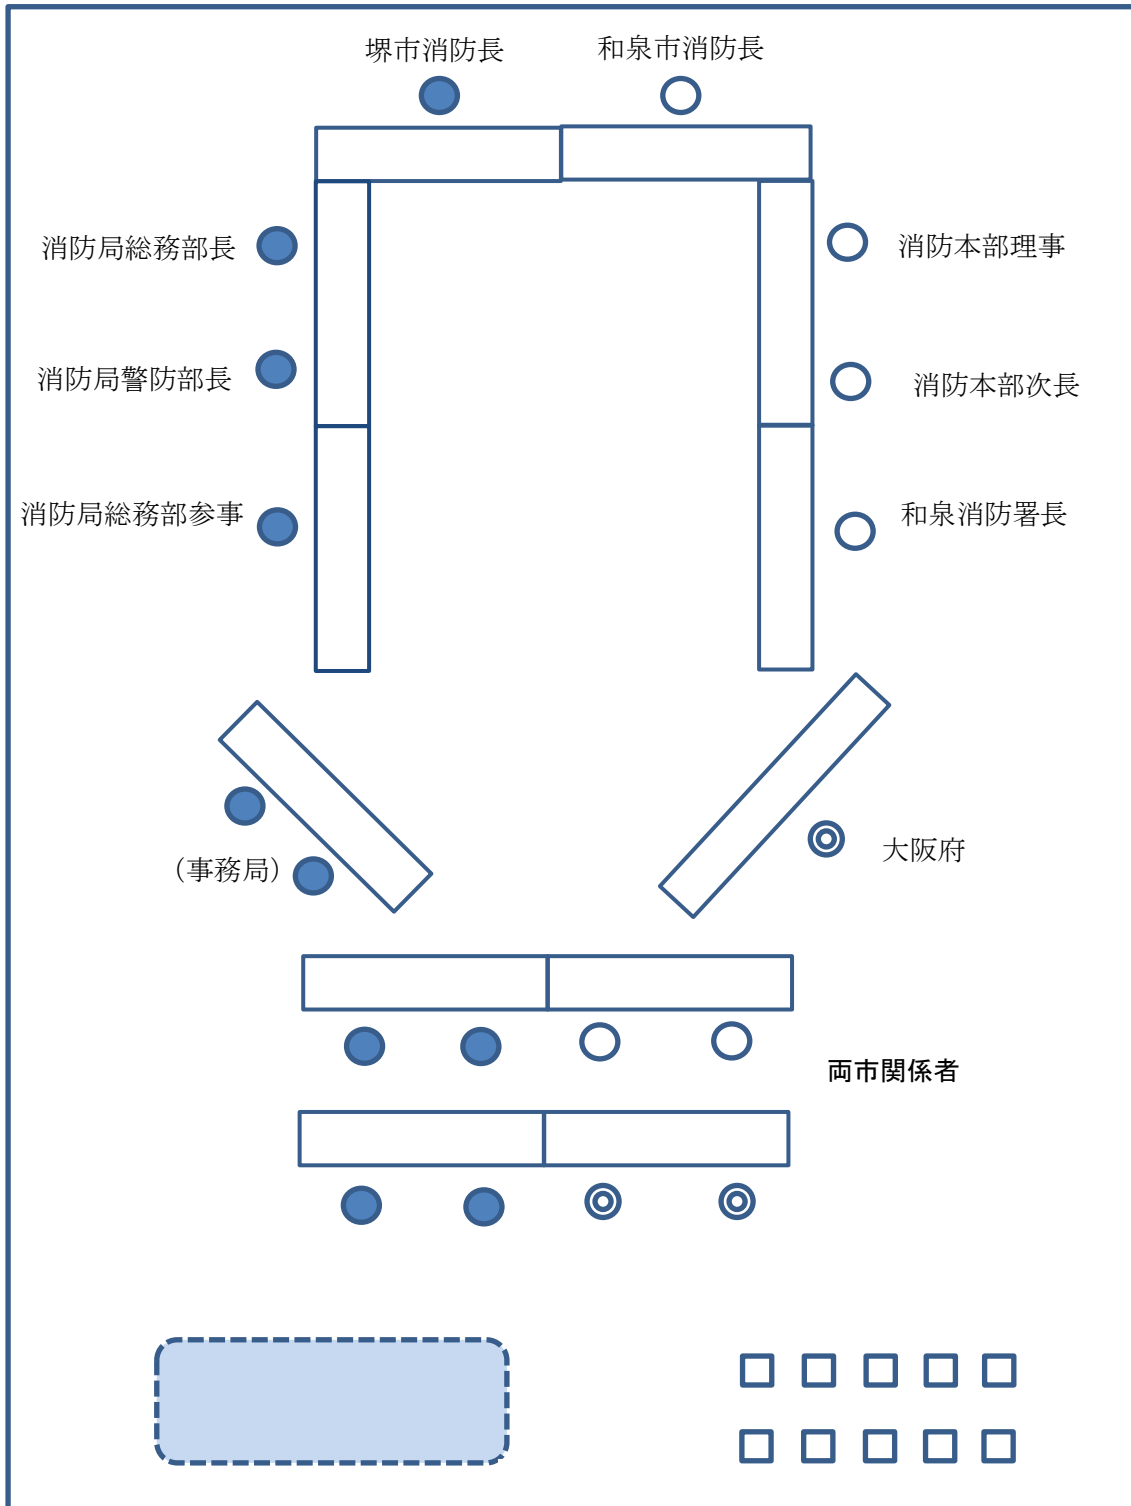 堺市消防長
和泉市消防長
消防局総務部長
消防本部理事
消防局警防部長
消防本部次長
消防局総務部参事
和泉消防署長
（事務局）
大阪府
両市関係者